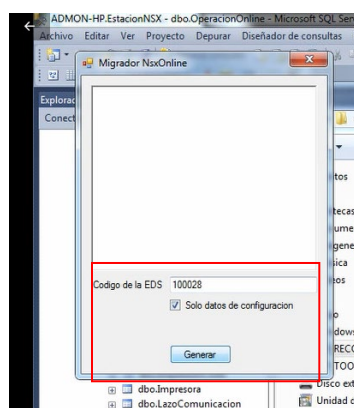 ADMON-HP.EstacionNSX - dbo.OperacionOnline - Microsoft SQL Ser
Archivo Editar Ver Proyecto Depurar Diseñador de consultas
Migrador NsxOnline
Explorad
Conect
tos
tecas
ume
gene
sica
eos
Codigo de la EDS 100028
Solo datos de configuracion
o
dows
RECO
TOO
Generar
Disco ext
dbo.Impresora
Unidad d
dbo.LazoComunicacion